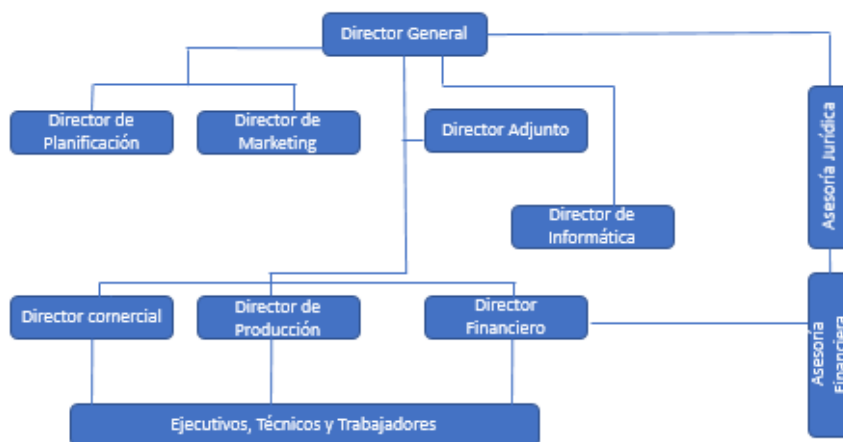 Director General
Director de
Planificación
Director de
Marketing
Director Adjunto
Asesoría Jurídica
Director de
Informática
Director comercial
Director de
Producción
Director
Financiero
Asesoría
Financiera
Ejecutivos, Técnicos y Trabajadores